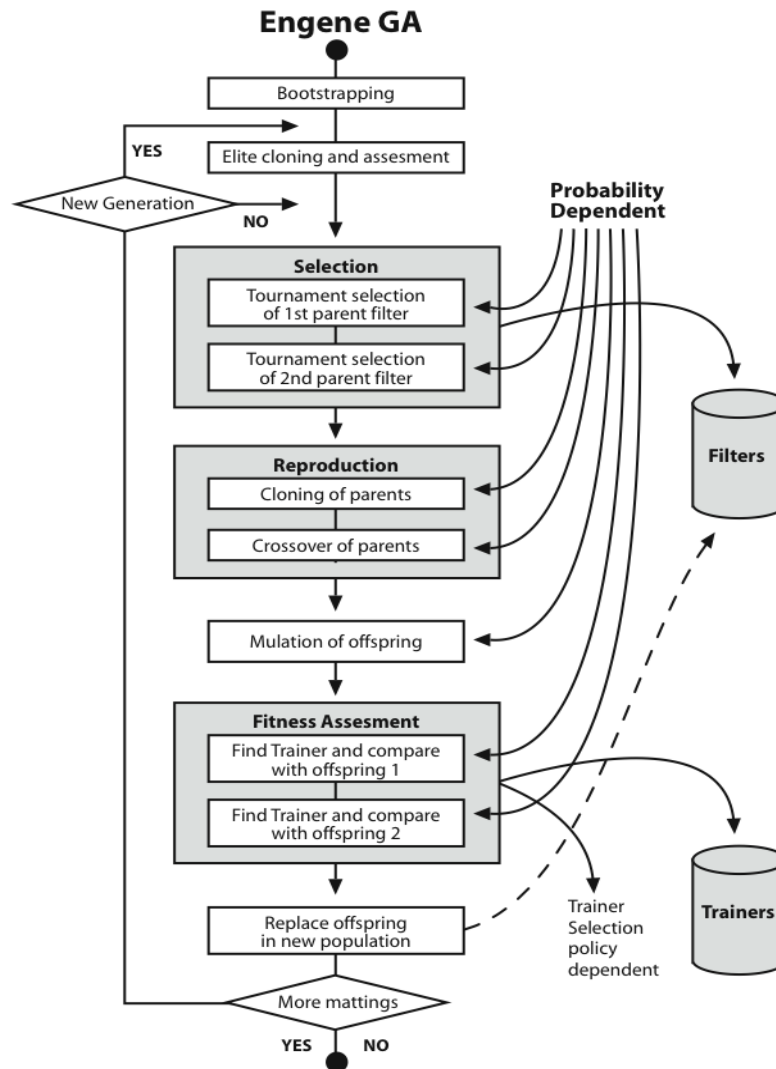 Engene GA
Bootstrapping
YES
Elite cloning and assesment
New Generation
NO
Probability
Dependent
Selection
Tournament selection
of 1st parent filter
Tournament selection
of 2nd parent filter
Filters
Reproduction
Cloning of parents
Crossover of parents
Mulation of offspring
Fitness Assesment
Find Trainer and compare
with offspring 1
Find Trainer and compare
with offspring 2
Trainers
Trainer
Selection
policy
dependent
Replace offspring
in new population
More mattings
YES
NO